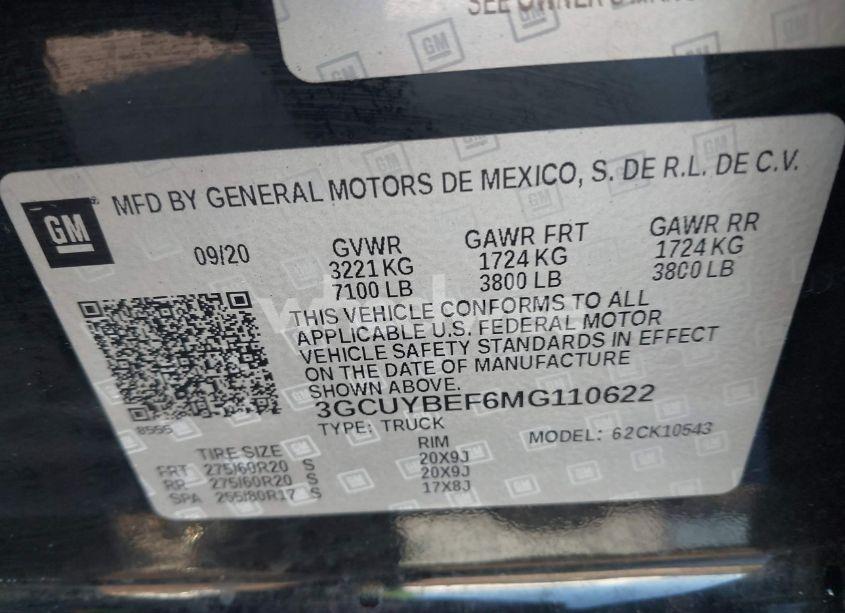 GM
MFD BY GENERAL MOTORS DE MEXICO, S. DE R.L. DE C.V.
09/20
GVWR
3221 KG
7100 LB
GAWR FRT
1724 KG
3800 LB
GAWR RR
1724 KG
3800 LB
THIS VEHICLE CONFORMS TO ALL
APPLICABLE U.S. FEDERAL MOTOR
VEHICLE SAFETY STANDARDS IN EFFECT
ON THE DATE OF MANUFACTURE
SHOWN ABOVE.
3GCUYBEF6MG110622
TYPE: TRUCK
MODEL: 62CK10543
TIRE SIZE RIM
FRT 275/60R20 S 20X9J
RR 275/60R20 S 20X9J
SPA 255/80R17 S 17X8J